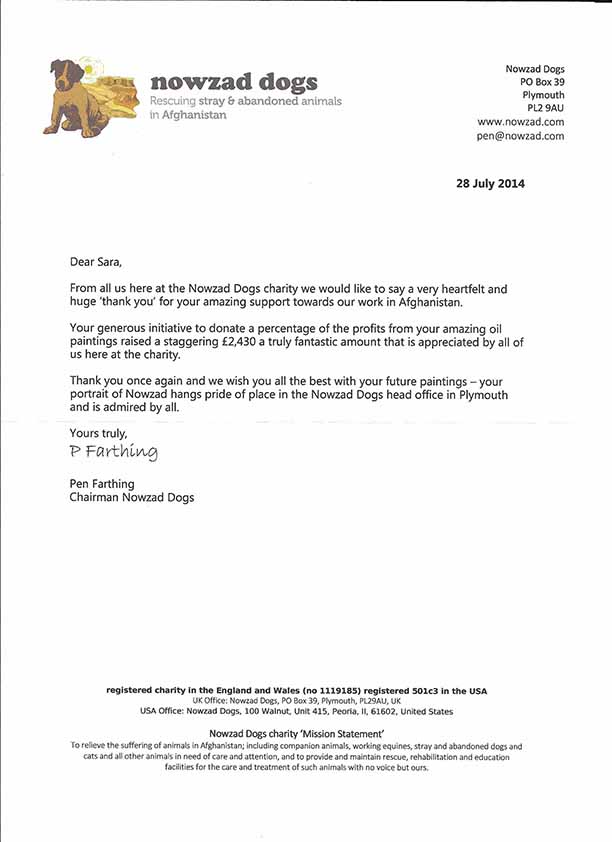 nowzad dogs
Rescuing stray & abandoned animals
in Afghanistan
Nowzad Dogs
PO Box 39
Plymouth
PL2 9AU
www.nowzad.com
pen@nowzad.com
28 July 2014
Dear Sara,
From all us here at the Nowzad Dogs charity we would like to say a very heartfelt and
huge 'thank you' for your amazing support towards our work in Afghanistan.
Your generous initiative to donate a percentage of the profits from your amazing oil
paintings raised a staggering £2,430 a truly fantastic amount that is appreciated by all of
us here at the charity.
Thank you once again and we wish you all the best with your future paintings – your
portrait of Nowzad hangs pride of place in the Nowzad Dogs head office in Plymouth
and is admired by all.
Yours truly,
P Farthing
Pen Farthing
Chairman Nowzad Dogs
registered charity in the England and Wales (no 1119185) registered 501c3 in the USA
UK Office: Nowzad Dogs, PO Box 39, Plymouth, PL29AU, UK
USA Office: Nowzad Dogs, 100 Walnut, Unit 415, Peoria, Il, 61602, United States
Nowzad Dogs charity 'Mission Statement'
To relieve the suffering of animals in Afghanistan; including companion animals, working equines, stray and abandoned dogs and
cats and all other animals in need of care and attention, and to provide and maintain rescue, rehabilitation and education
facilities for the care and treatment of such animals with no voice but ours.